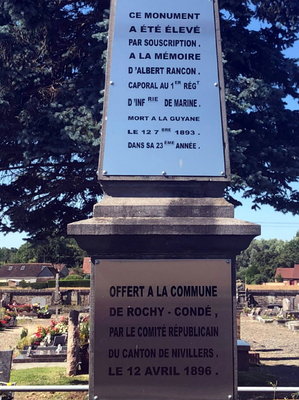 CE MONUMENT
A ÉTÉ ÉLEVÉ
PAR SOUSCRIPTION.
A LA MÉMOIRE
D'ALBERT RANCON.
CAPORAL AU 1ER RÉGT
D'INFRIE DE MARINE.
MORT A LA GUYANE
LE 12 7ERE 1893.
DANS SA 23EME ANNÉE.
OFFERT A LA COMMUNE
DE ROCHY-CONDÉ,
PAR LE COMITÉ RÉPUBLICAIN
DU CANTON DE NIVILLERS.
LE 12 AVRIL 1896.